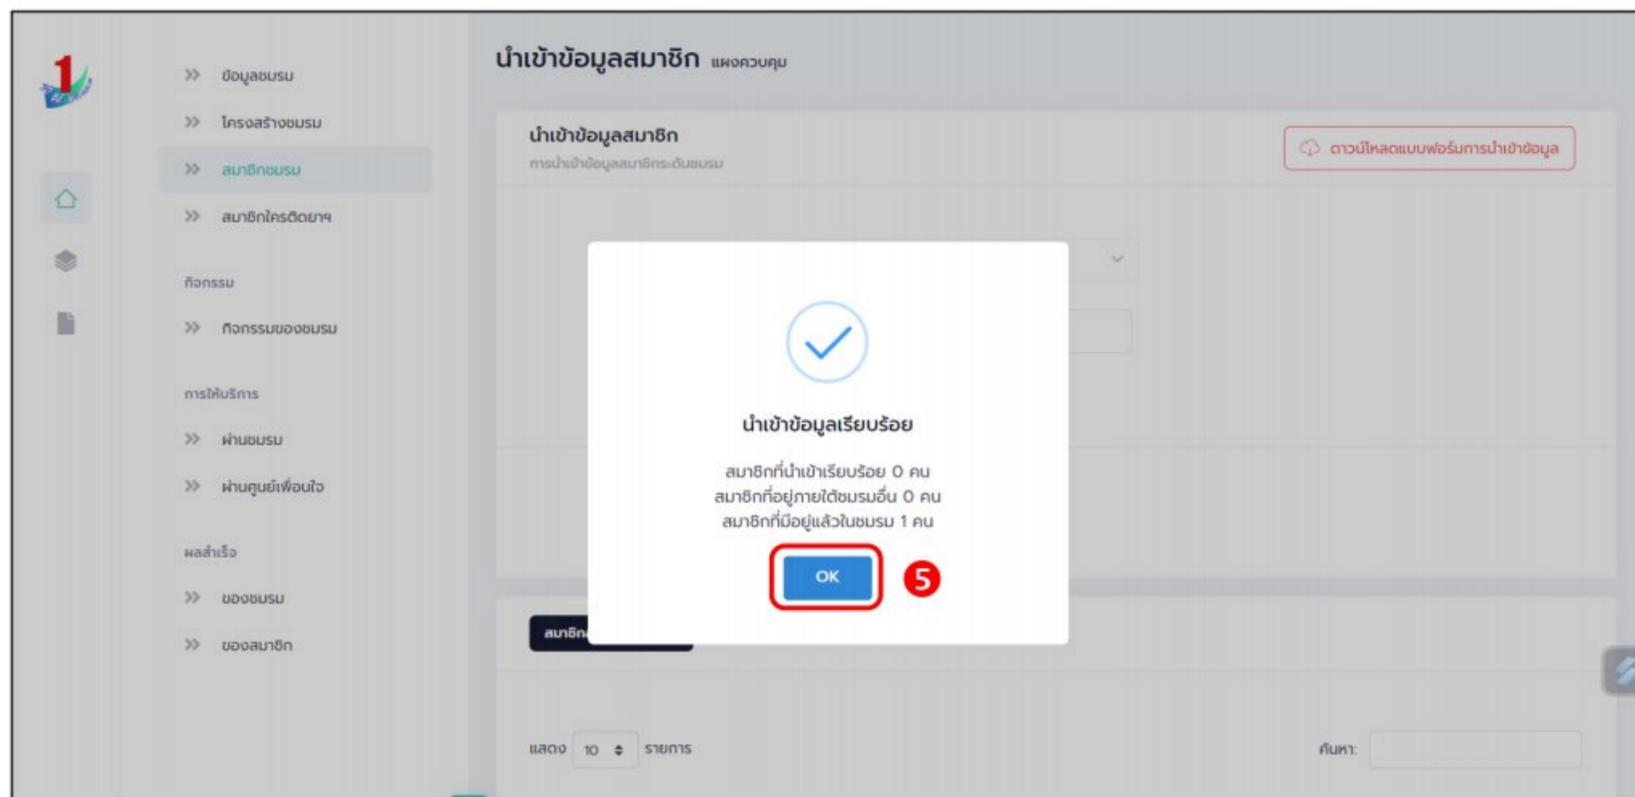 1
ข้อมูลชมรม
โครงสร้างชมรม
สมาชิกชมรม
สมาชิกใครติดยาฯ
กิจกรรม
กิจกรรมของชมรม
การให้บริการ
ผ่านชมรม
ผ่านศูนย์เพื่อนใจ
ผลสำเร็จ
ของชมรม
ของสมาชิก
นำเข้าข้อมูลสมาชิก แผงควบคุม
นำเข้าข้อมูลสมาชิก
การนำเข้าข้อมูลสมาชิกระดับชมรม
ดาวน์โหลดแบบฟอร์มการนำเข้าข้อมูล
นำเข้าข้อมูลเรียบร้อย
สมาชิกที่นำเข้าเรียบร้อย 0 คน
สมาชิกที่อยู่ภายใต้ชมรมอื่น 0 คน
สมาชิกที่มีอยู่แล้วในชมรม 1 คน
OK 5
สมาชิก
แสดง 10 รายการ
ค้นหา: